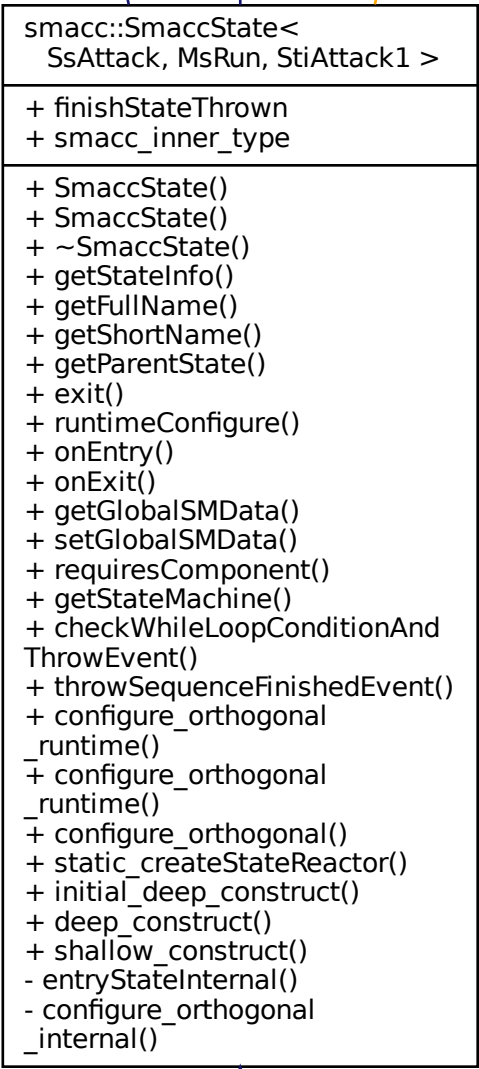 smacc::SmaccState<
SsAttack, MsRun, StiAttack1 >
+ finishStateThrown
+ smacc_inner_type
+ SmaccState()
+ SmaccState()
+ ~SmaccState()
+ getStateInfo()
+ getFullName()
+ getShortName()
+ getParentState()
+ exit()
+ runtimeConfigure()
+ onEntry()
+ onExit()
+ getGlobalSMData()
+ setGlobalSMData()
+ requiresComponent()
+ getStateMachine()
+ checkWhileLoopConditionAnd
ThrowEvent()
+ throwSequenceFinishedEvent()
+ configure_orthogonal
_runtime()
+ configure_orthogonal
_runtime()
+ configure_orthogonal()
+ static_createStateReactor()
+ initial_deep_construct()
+ deep_construct()
+ shallow_construct()
- entryStateInternal()
- configure_orthogonal
_internal()